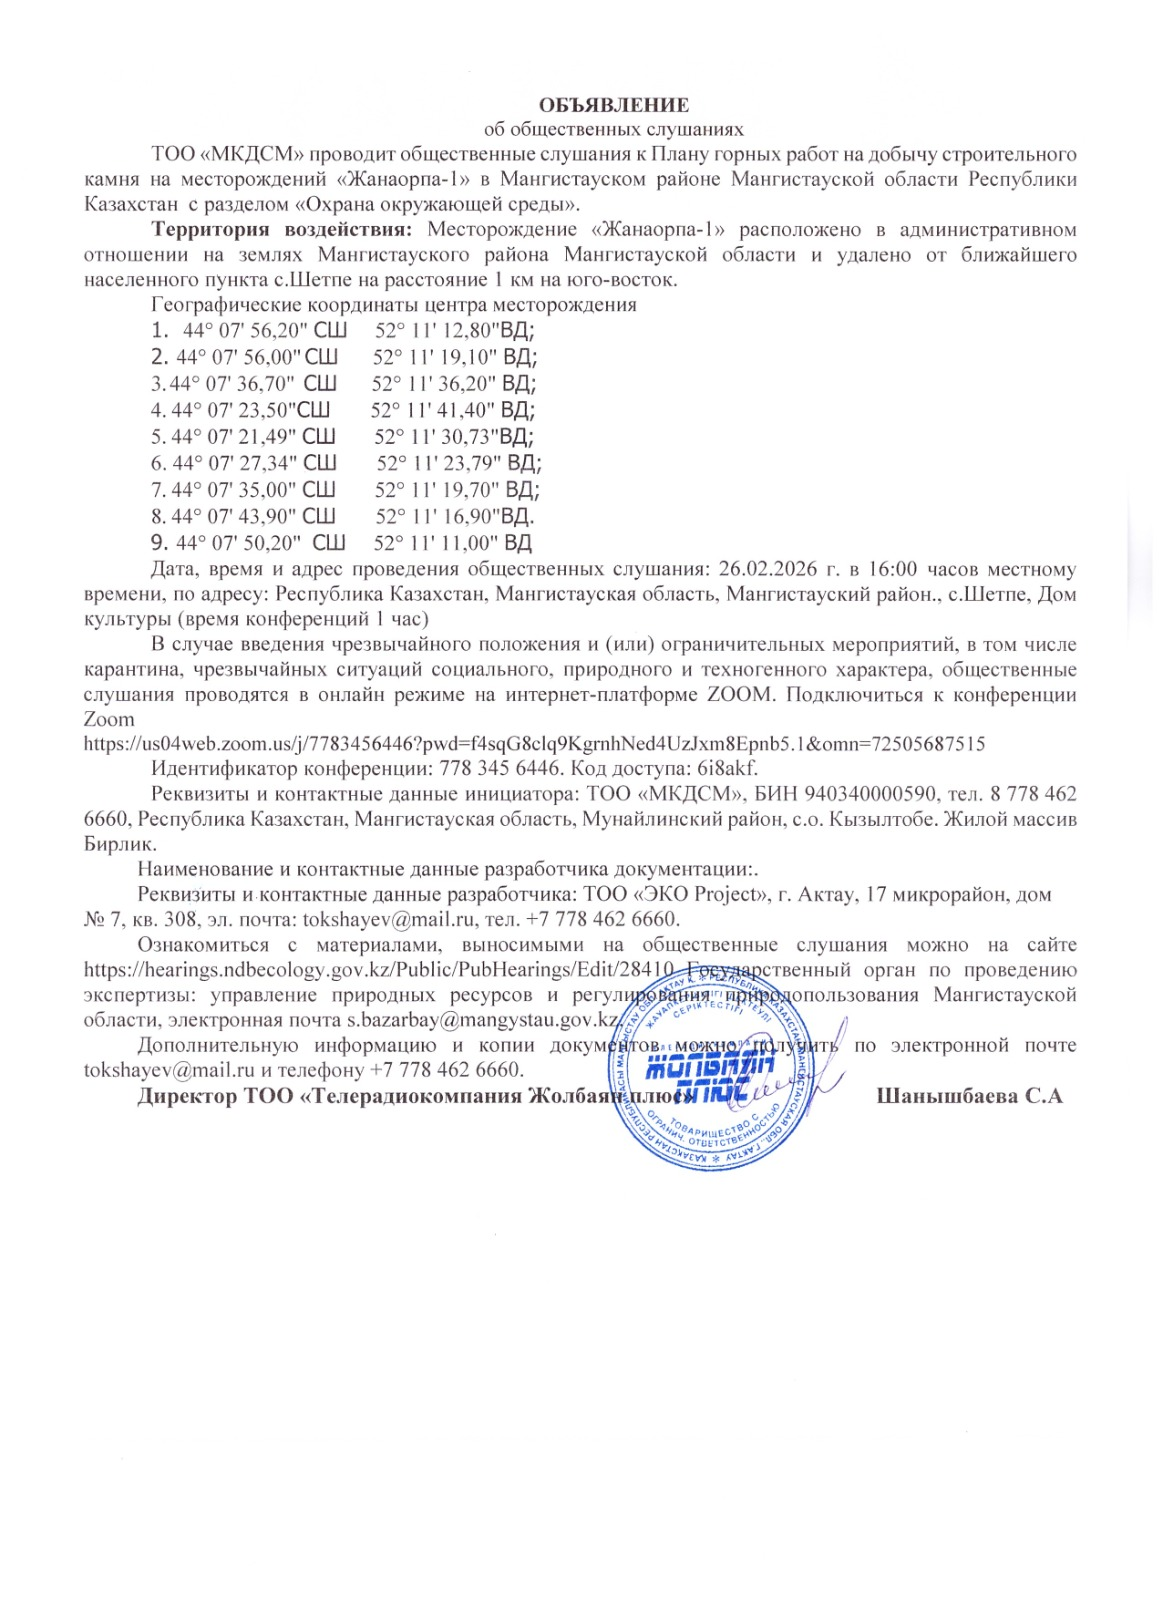 ОБЪЯВЛЕНИЕ
об общественных слушаниях
ТОО «МКДСМ» проводит общественные слушания к Плану горных работ на добычу строительного
камня на месторождений «Жанаорпа-1» в Мангистауском районе Мангистауской области Республики
Казахстан с разделом «Охрана окружающей среды».
Территория воздействия: Месторождение «Жанаорпа-1» расположено в административном
отношении на землях Мангистауского района Мангистауской области и удалено от ближайшего
населенного пункта с.Шетпе на расстояние 1 км на юго-восток.
Географические координаты центра месторождения
1. 44° 07' 56,20" СШ 52° 11' 12,80"ВД;
2. 44° 07' 56,00" СШ 52° 11' 19,10" ВД;
3. 44° 07' 36,70" СШ 52° 11' 36,20" ВД;
4. 44° 07' 23,50"СШ 52° 11' 41,40" ВД;
5. 44° 07' 21,49" СШ 52° 11' 30,73"ВД;
6. 44° 07' 27,34" СШ 52° 11' 23,79" ВД;
7. 44° 07' 35,00" СШ 52° 11' 19,70" ВД;
8. 44° 07' 43,90" СШ 52° 11' 16,90"ВД.
9. 44° 07' 50,20" СШ 52° 11' 11,00" ВД
Дата, время и адрес проведения общественных слушания: 26.02.2026 г. в 16:00 часов местному
времени, по адресу: Республика Казахстан, Мангистауская область, Мангистауский район., с.Шетпе, Дом
культуры (время конференций 1 час)
В случае введения чрезвычайного положения и (или) ограничительных мероприятий, в том числе
карантина, чрезвычайных ситуаций социального, природного и техногенного характера, общественные
слушания проводятся в онлайн режиме на интернет-платформе ZOOM. Подключиться к конференции
Zoom
https://us04web.zoom.us/j/7783456446?pwd=f4sqG8clq9KgrnhNed4UzJxm8Epnb5.1&omn=72505687515
Идентификатор конференции: 778 345 6446. Код доступа: 6i8akf.
Реквизиты и контактные данные инициатора: ТОО «МКДСМ», БИН 940340000590, тел. 8 778 462
6660, Республика Казахстан, Мангистауская область, Мунайлинский район, с.о. Кызылтобе. Жилой массив
Бирлик.
Наименование и контактные данные разработчика документации:.
Реквизиты и контактные данные разработчика: ТОО «ЭКО Project», г. Актау, 17 микрорайон, дом
№ 7, кв. 308, эл. почта: tokshayev@mail.ru, тел. +7 778 462 6660.
Ознакомиться с материалами, выносимыми на общественные слушания можно на сайте
https://hearings.ndbecology.gov.kz/Public/PubHearings/Edit/28410 Государственный орган по проведению
экспертизы: управление природных ресурсов и регулирования природопользования Мангистауской
области, электронная почта s.bazarbay@mangystau.gov.kz.
Дополнительную информацию и копии документов можно получить по электронной почте
tokshayev@mail.ru и телефону +7 778 462 6660.
Директор ТОО «Телерадиокомпания Жолбаян плюс» Шанышбаева С.А
СЕРІКТЕСТІГІ
ЖОЛБАЯН
ПЛЮС
ТОВАРИЩЕСТВО С
ОГРАНИЧ. ОТВЕТСТВЕННОСТЬЮ